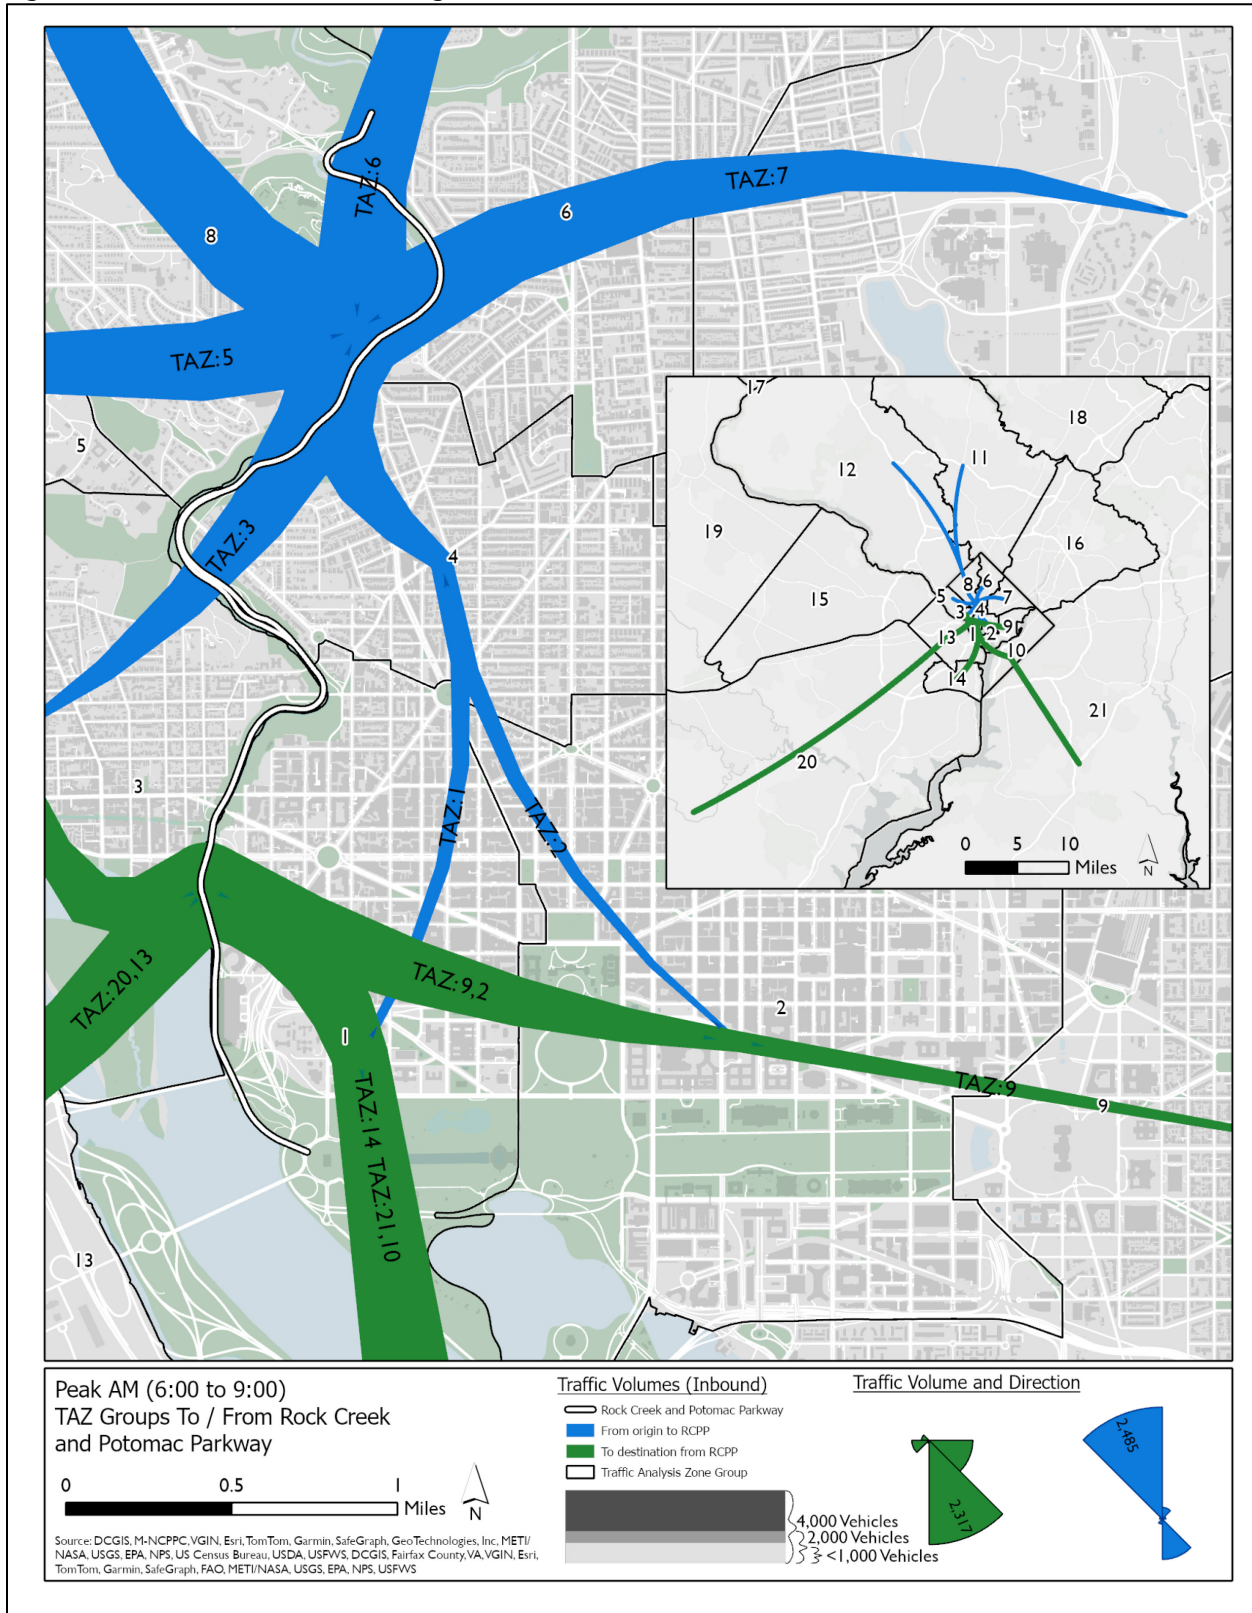 TAZ:6
TAZ:7
6
8
TAZ:5
5
TAZ:3
4
3
TAZ:1
TAZ:2
TAZ:20,13
TAZ:9,2
2
1
TAZ:14 TAZ:21,10
TAZ:9
9
13
17
18
12
11
19
16
15
8
6
5
7
3
4
9
1
2
13
10
14
21
20
0 5 10
Miles
N
Peak AM (6:00 to 9:00)
TAZ Groups To / From Rock Creek
and Potomac Parkway
0 0.5 1
Miles
N
Source: DCGIS, M-NCPPC, VGIN, Esri, TomTom, Garmin, SafeGraph, GeoTechnologies, Inc, METI/
NASA, USGS, EPA, NPS, US Census Bureau, USDA, USFWS, DCGIS, Fairfax County, VA, VGIN, Esri,
TomTom, Garmin, SafeGraph, FAO, METI/NASA, USGS, EPA, NPS, USFWS
Traffic Volumes (Inbound)
Rock Creek and Potomac Parkway
From origin to RCPP
To destination from RCPP
Traffic Analysis Zone Group
4,000 Vehicles
2,000 Vehicles
<1,000 Vehicles
Traffic Volume and Direction
2,317
2,485